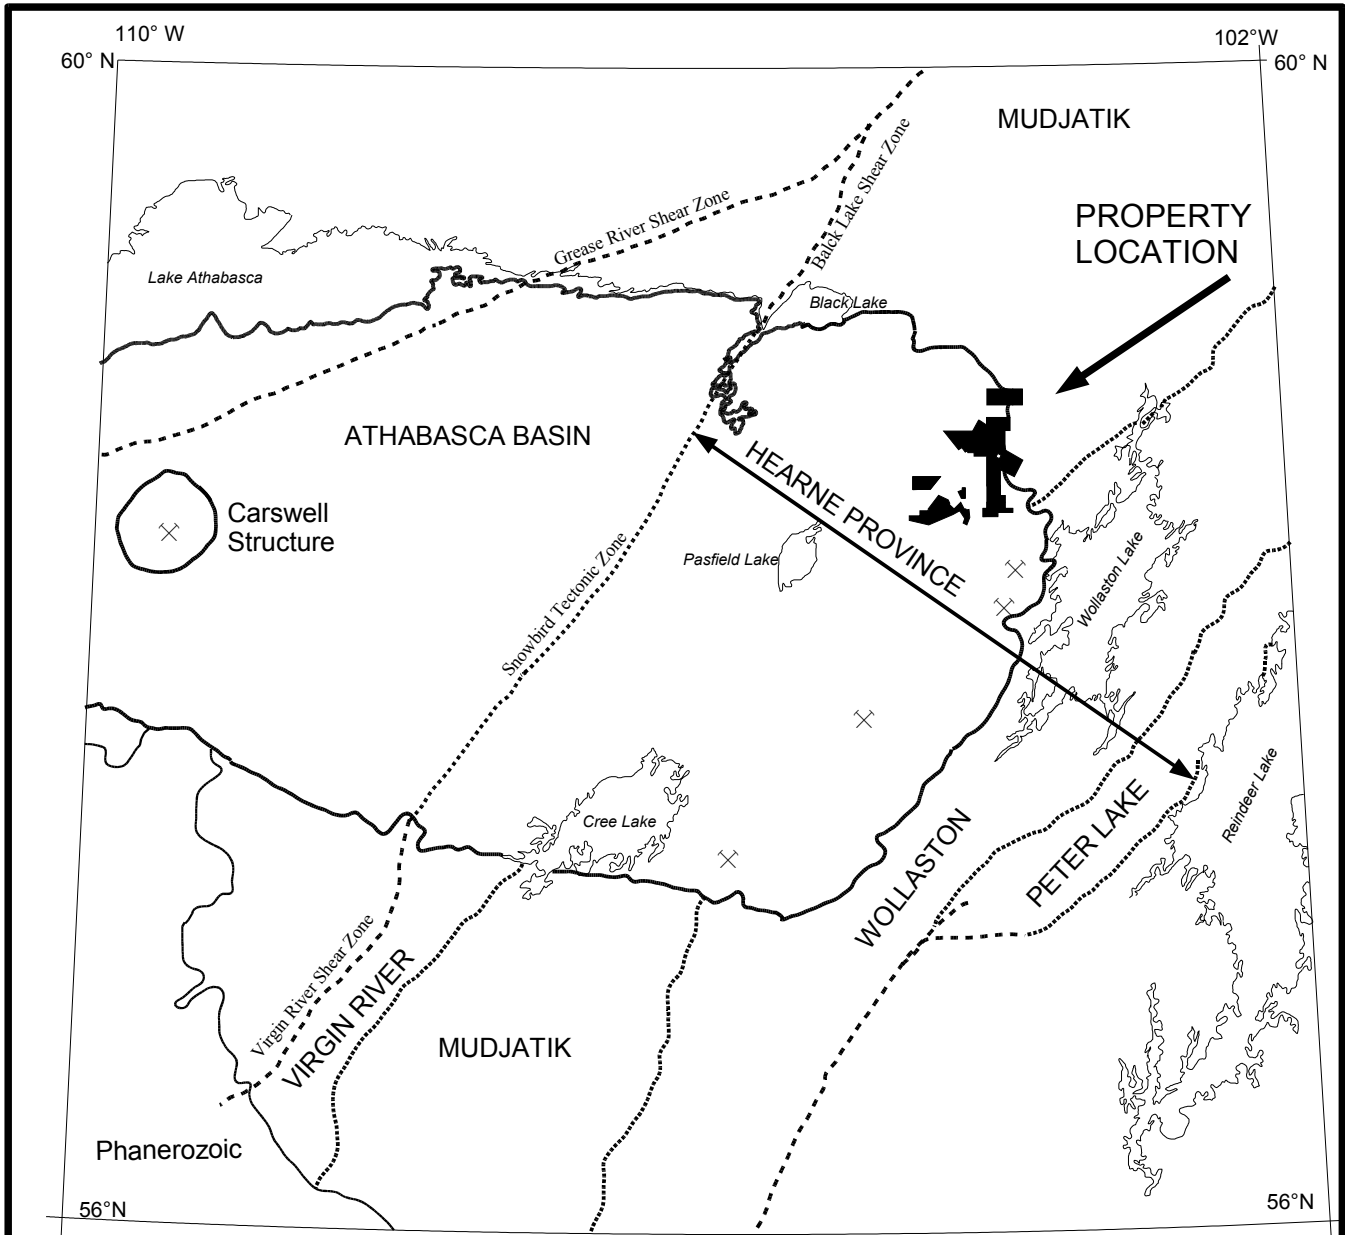 110° W
102°W
60° N
60° N
MUDJATIK
Balck Lake Shear Zone
Grease River Shear Zone
PROPERTY
LOCATION
Lake Athabasca
Black Lake
ATHABASCA BASIN
HEARNE PROVINCE
Carswell
Structure
Snowbird Tectonic Zone
Pasfield Lake
Wollaston Lake
Reindeer Lake
Cree Lake
PETER LAKE
WOLLASTON
Virgin River Shear Zone
VIRGIN RIVER
MUDJATIK
Phanerozoic
56°N
56°N